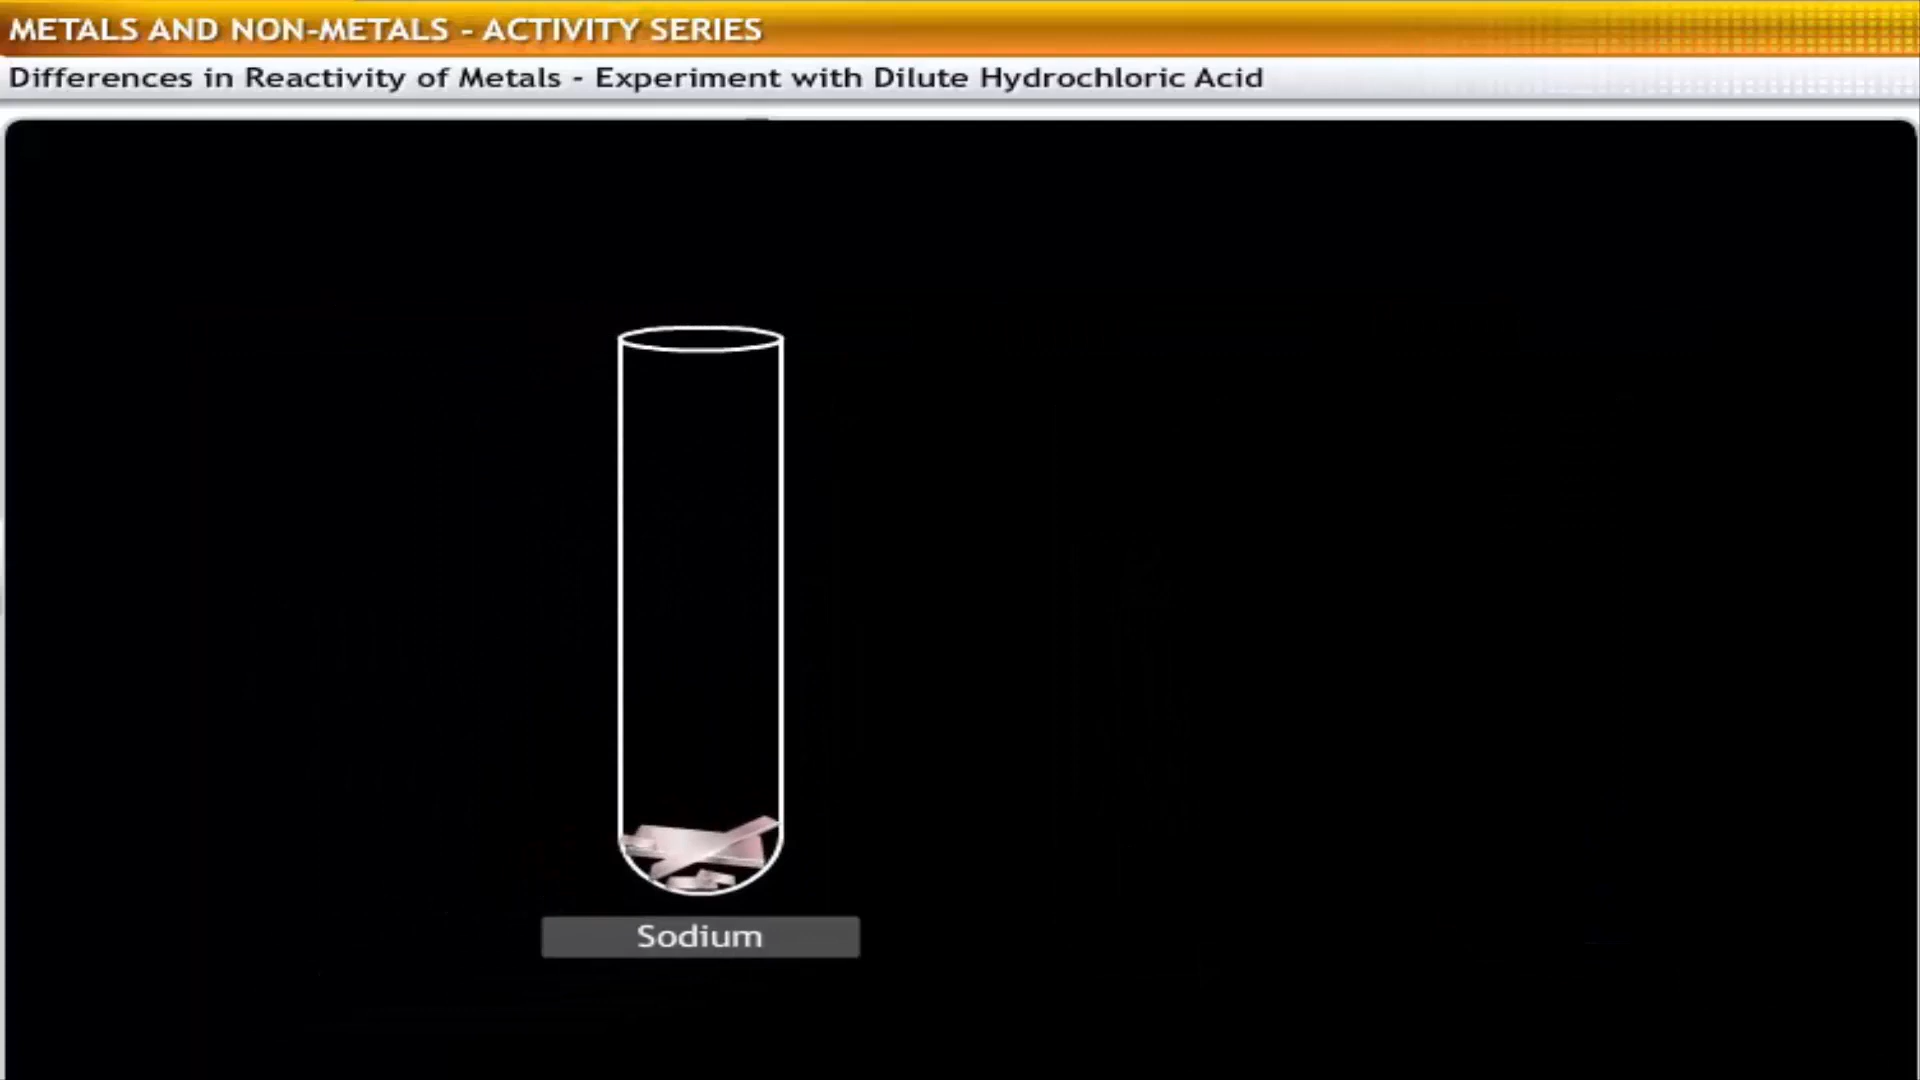 METALS AND NON-METALS - ACTIVITY SERIES
Differences in Reactivity of Metals - Experiment with Dilute Hydrochloric Acid
Sodium